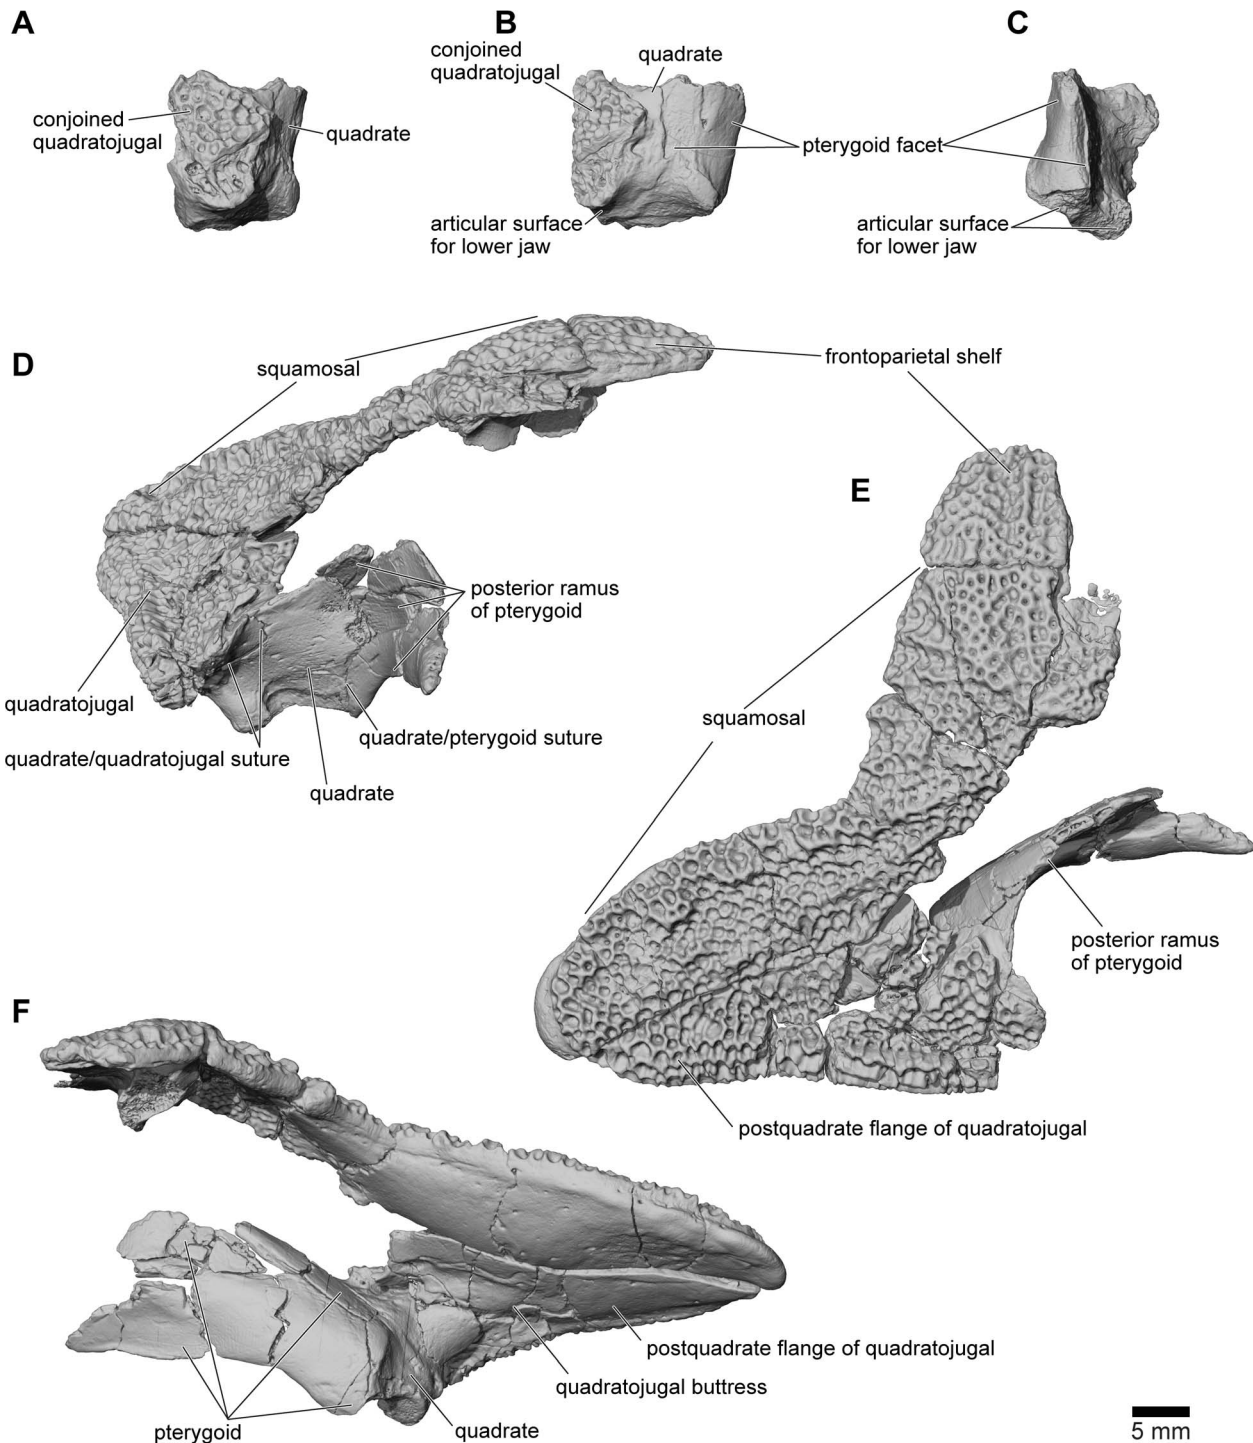 A
B
C
conjoined
quadratojugal
quadrate
conjoined
quadratojugal
quadrate
pterygoid facet
articular surface
for lower jaw
articular surface
for lower jaw
D
squamosal
frontoparietal shelf
E
posterior ramus
of pterygoid
quadratojugal
quadrate/pterygoid suture
quadrate/quadratojugal suture
quadrate
squamosal
posterior ramus
of pterygoid
F
postquadrate flange of quadratojugal
postquadrate flange of quadratojugal
quadratojugal buttress
pterygoid
quadrate
5 mm